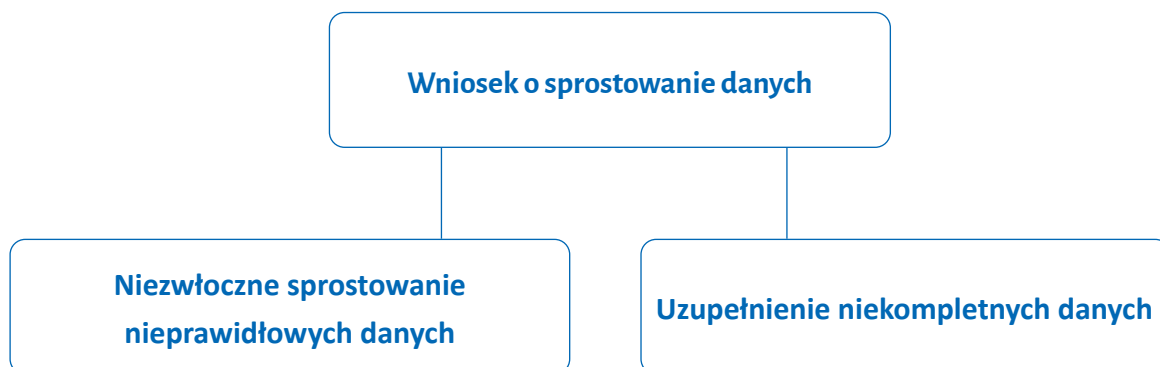 Wniosek o sprostowanie danych
Niezwłoczne sprostowanie
nieprawidłowych danych
Uzupełnienie niekompletnych danych